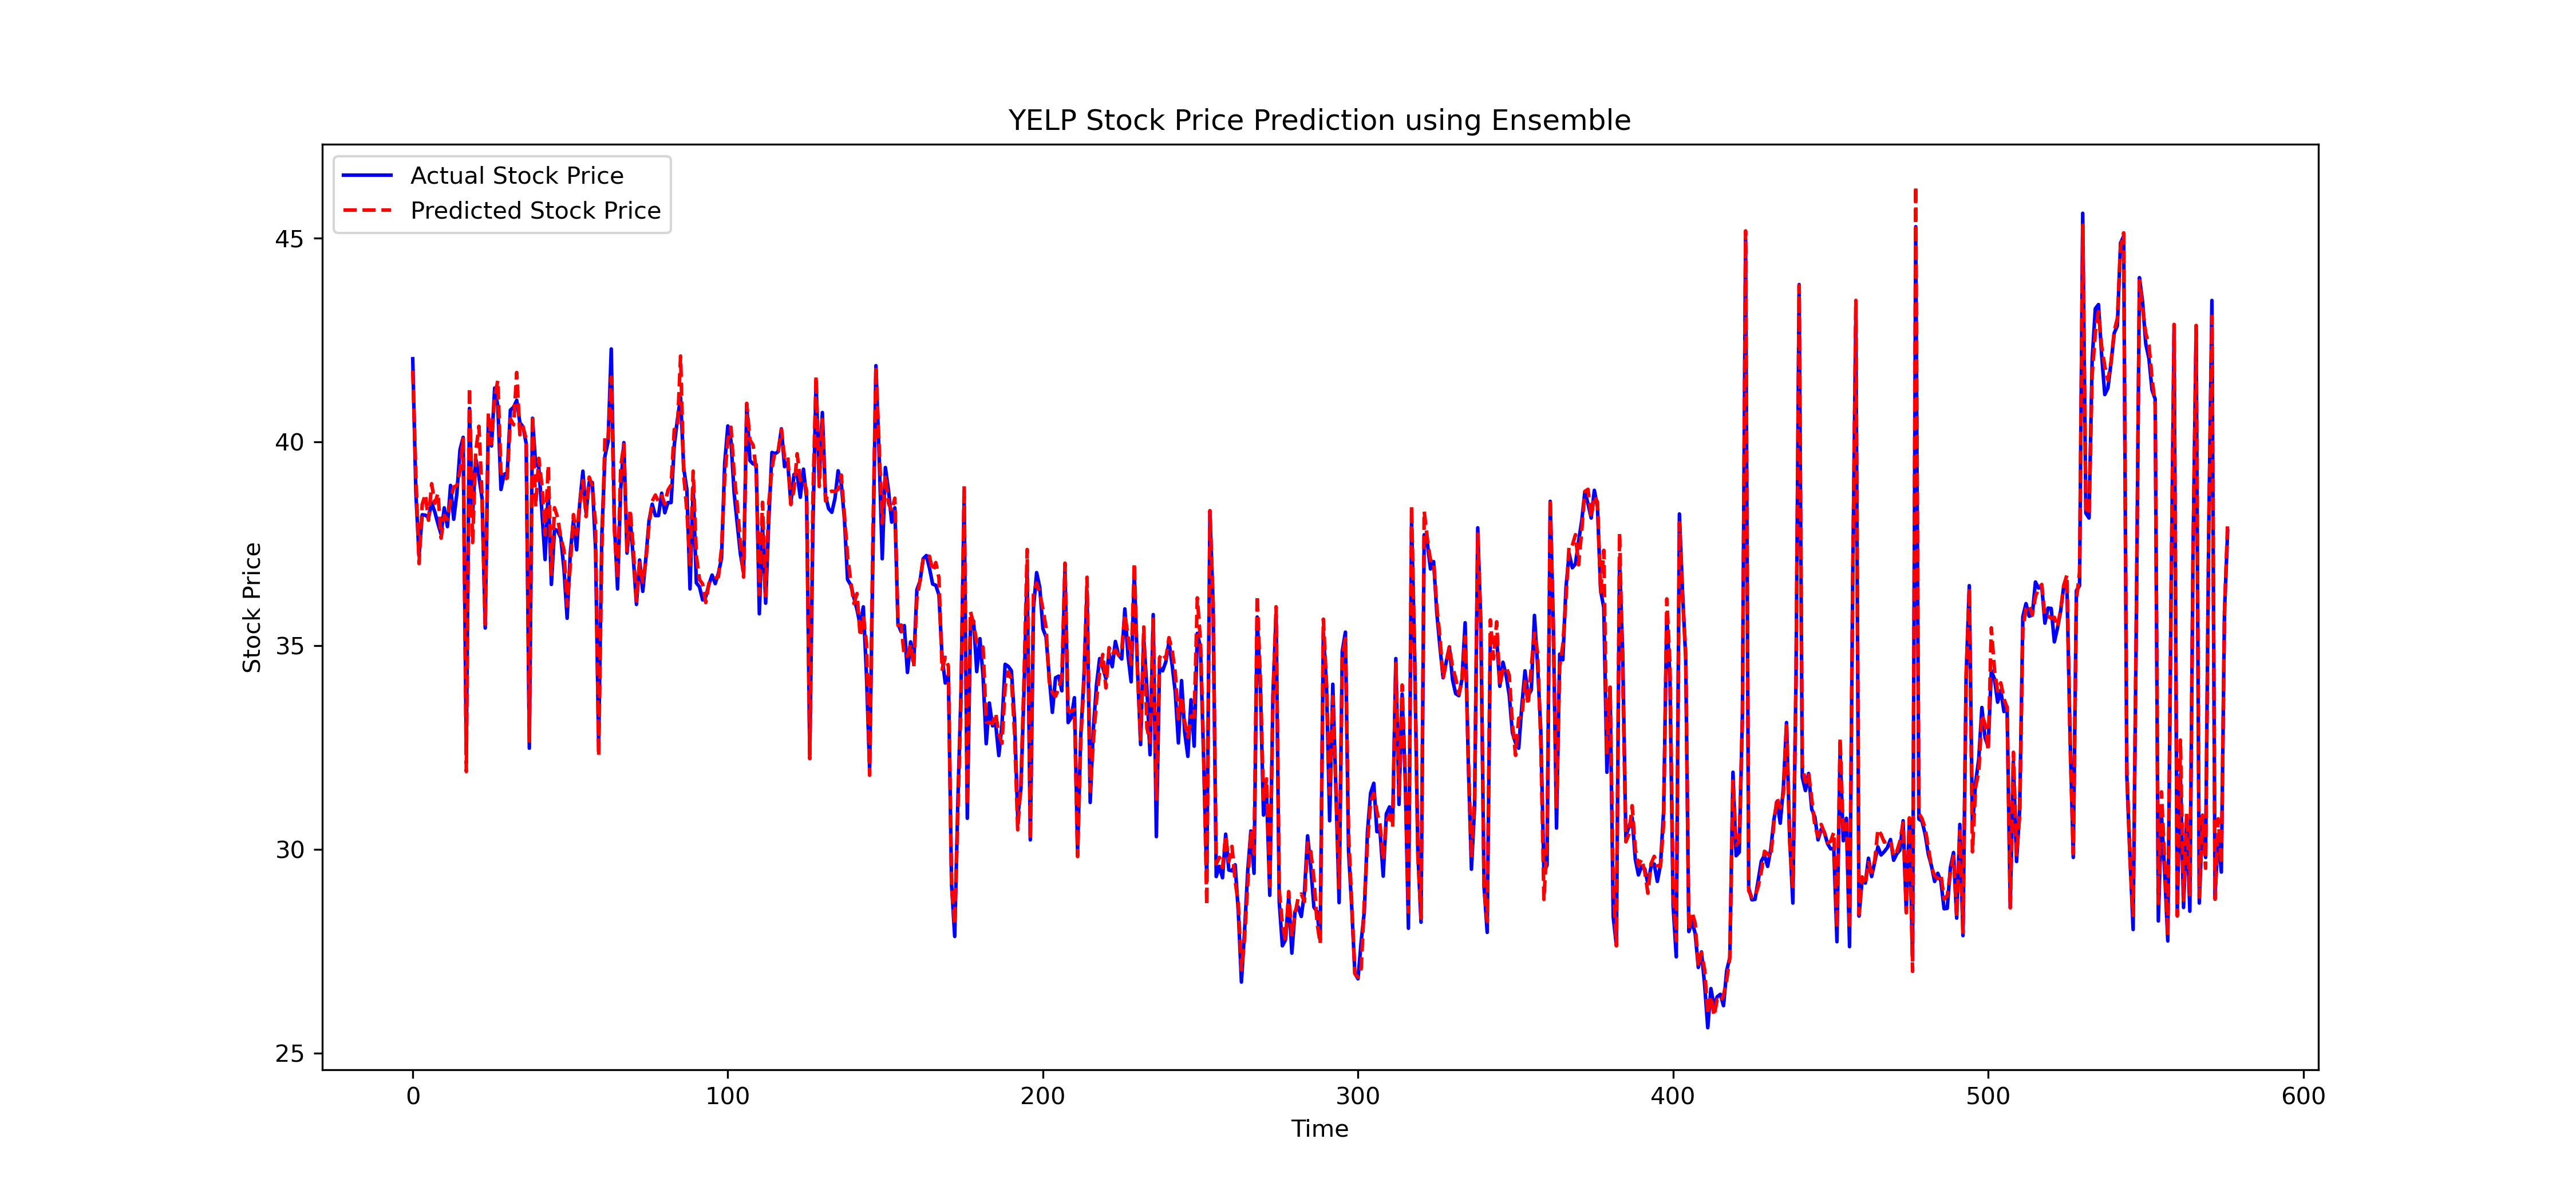 YELP Stock Price Prediction using Ensemble
Actual Stock Price
Predicted Stock Price
Stock Price
45
40
35
30
25
0 100 200 300 400 500 600
Time